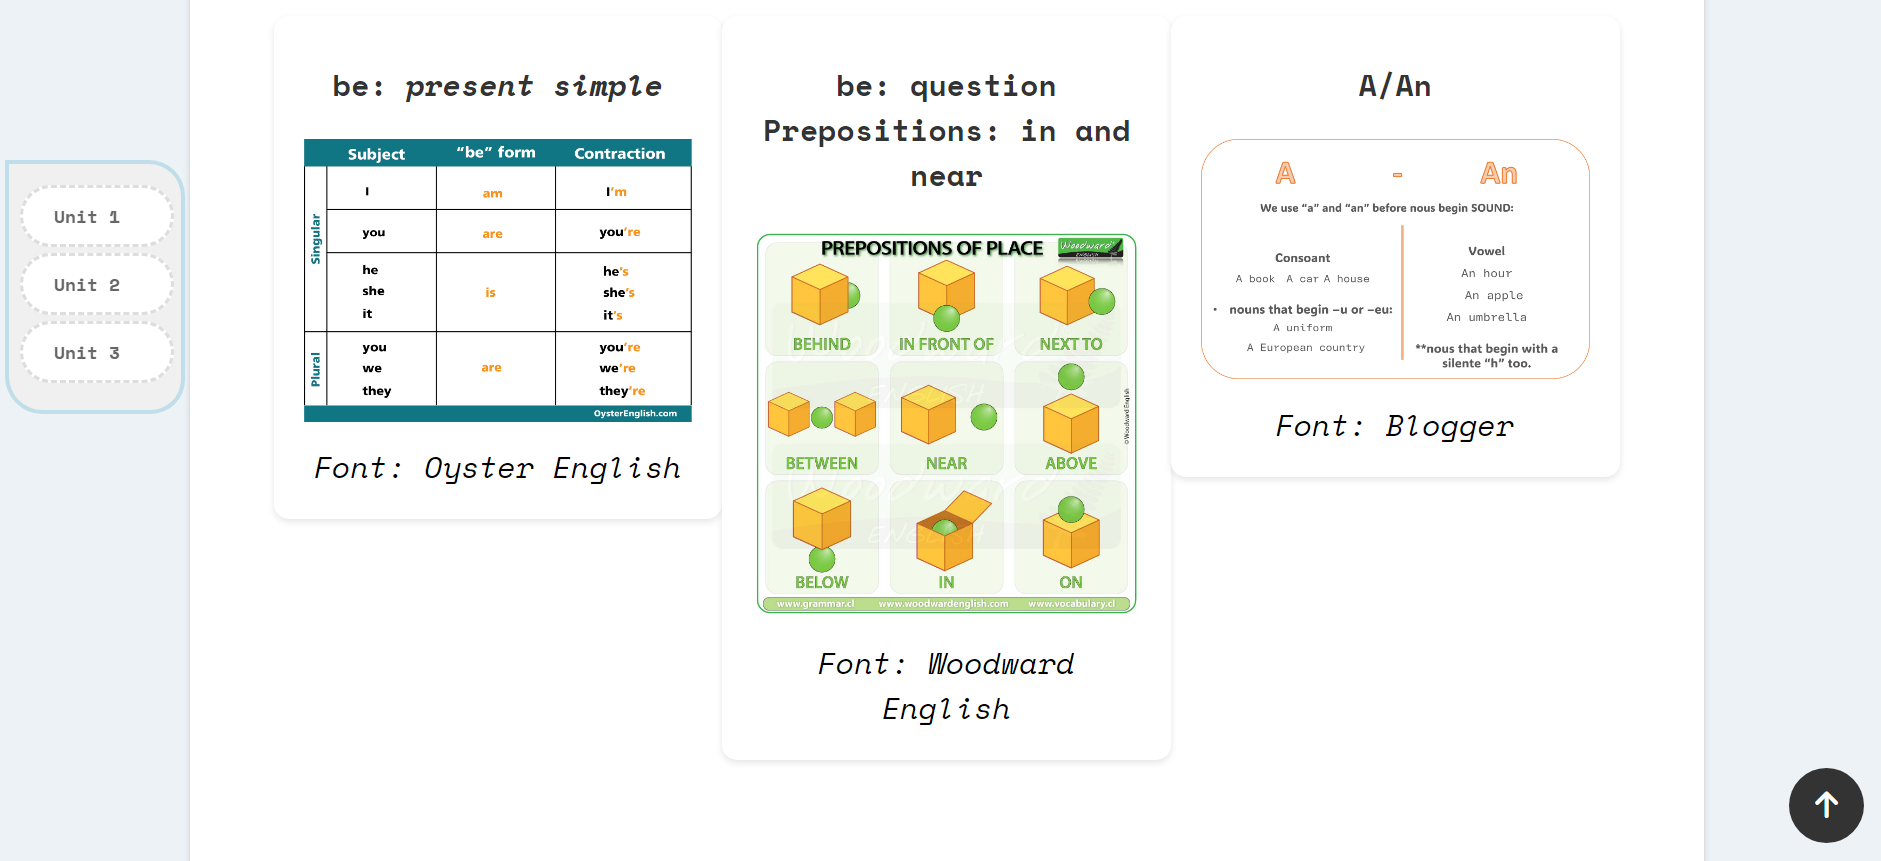 Unit 1
Unit 2
Unit 3
be: present simple
Subject "be" form Contraction
Singular
I am I'm
you are you're
he he's
she is she's
it it's
Plural
you you're
we are we're
they they're
OysterEnglish.com
Font: Oyster English
be: question
Prepositions: in and
near
PREPOSITIONS OF PLACE Woodward
ENGLISH
BEHIND IN FRONT OF NEXT TO
BETWEEN NEAR ABOVE
©Woodward English
BELOW IN ON
Woodward
ENGLISH
Woodward
ENGLISH
www.grammar.cl www.woodwardenglish.com www.vocabulary.cl
Font: Woodward
English
A/An
A - An
We use “a” and “an” before nous begin SOUND:
Consoant
A book A car A house
• nouns that begin –u or –eu:
A uniform
A European country
Vowel
An hour
An apple
An umbrella
**nous that begin with a
silente “h” too.
Font: Blogger